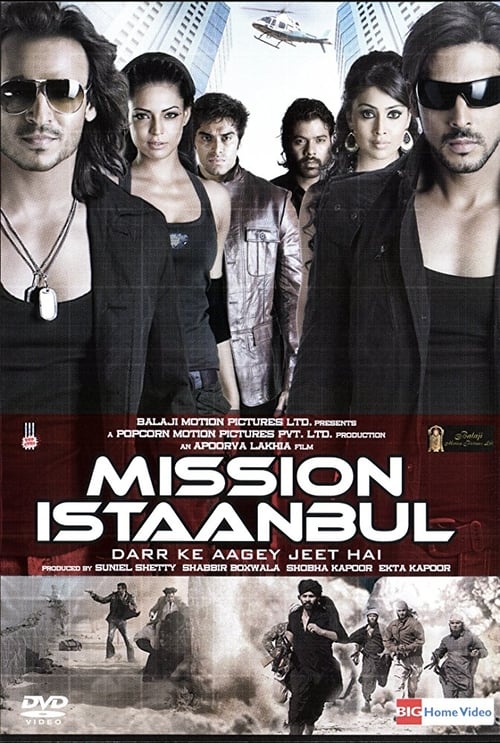 BALAJI MOTION PICTURES LTD. PRESENTS
A POPCORN MOTION PICTURES PVT. LTD. PRODUCTION
AN APOORVA LAKHIA FILM
MISSION
ISTAANBUL
DARR KE AAGEY JEET HAI
PRODUCED BY SUNIEL SHETTY SHABBIR BOXWALA SHOBHA KAPOOR EKTA KAPOOR
Balaji
DVD
VIDEO
BIG Home Video